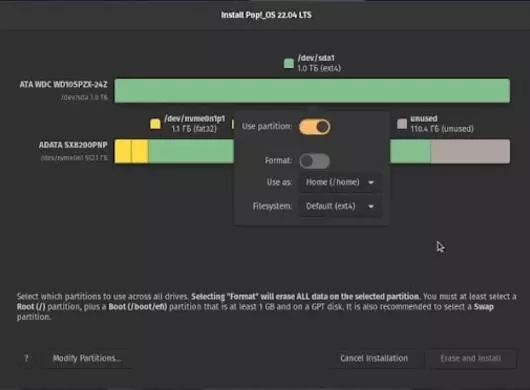 Install Pop!_OS 22.04 LTS
/dev/sda1
1.0 ТБ (ext4)
ATA WDC WD10SPZX-24Z
/dev/sda 1.0 ТБ
/dev/nvme0n1p1
1.1 ГБ (fat32)
unused
110.4 ГБ (unused)
ADATA SX8200PNP
/dev/nvme0n1 512.1 ГБ
Use partition:
Format:
Use as: Home (/home)
Filesystem: Default (ext4)
Select which partitions to use across all drives. Selecting "Format" will erase ALL data on the selected partition. You must at least select a
Root (/) partition, plus a Boot (/boot/efi) partition that is at least 1 GB and on a GPT disk. It is also recommended to select a Swap
partition.
? Modify Partitions... Cancel Installation Erase and Install